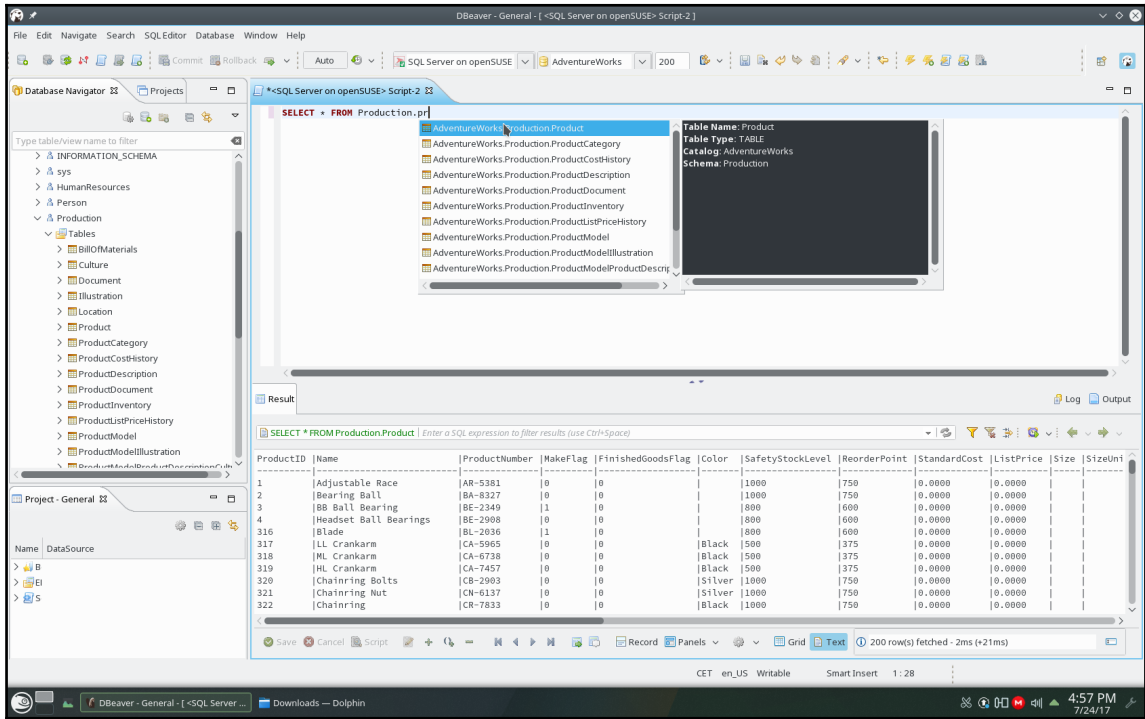 DBeaver - General - [ <SQL Server on openSUSE> Script-2 ]
File Edit Navigate Search SQL Editor Database Window Help
Commit Rollback Auto SQL Server on openSUSE AdventureWorks 200
Database Navigator Projects
*<SQL Server on openSUSE> Script-2
Type table/view name to filter
INFORMATION_SCHEMA
sys
HumanResources
Person
Production
Tables
BillOfMaterials
Culture
Document
Illustration
Location
Product
ProductCategory
ProductCostHistory
ProductDescription
ProductDocument
ProductInventory
ProductListPriceHistory
ProductModel
ProductModelIllustration
ProductModelProductDescriptionCult
SELECT * FROM Production.pr
AdventureWorks.Production.Product
AdventureWorks.Production.ProductCategory
AdventureWorks.Production.ProductCostHistory
AdventureWorks.Production.ProductDescription
AdventureWorks.Production.ProductDocument
AdventureWorks.Production.ProductInventory
AdventureWorks.Production.ProductListPriceHistory
AdventureWorks.Production.ProductModel
AdventureWorks.Production.ProductModelIllustration
AdventureWorks.Production.ProductModelProductDescrip
Table Name: Product
Table Type: TABLE
Catalog: AdventureWorks
Schema: Production
Project - General
Name DataSource
B
S
Result
Log Output
SELECT * FROM Production.Product Enter a SQL expression to filter results (use Ctrl+Space)
ProductID |Name |ProductNumber |MakeFlag |FinishedGoodsFlag |Color |SafetyStockLevel |ReorderPoint |StandardCost |ListPrice |Size |SizeUni
1 |Adjustable Race |AR-5381 |0 |0 | |1000 |750 |0.0000 |0.0000 | |
2 |Bearing Ball |BA-8327 |0 |0 | |1000 |750 |0.0000 |0.0000 | |
3 |BB Ball Bearing |BE-2349 |1 |0 | |800 |600 |0.0000 |0.0000 | |
4 |Headset Ball Bearings |BE-2908 |0 |0 | |800 |600 |0.0000 |0.0000 | |
316 |Blade |BL-2036 |1 |0 | |800 |600 |0.0000 |0.0000 | |
317 |LL Crankarm |CA-5965 |0 |0 |Black |500 |375 |0.0000 |0.0000 | |
318 |ML Crankarm |CA-6738 |0 |0 |Black |500 |375 |0.0000 |0.0000 | |
319 |HL Crankarm |CA-7457 |0 |0 |Black |500 |375 |0.0000 |0.0000 | |
320 |Chainring Bolts |CB-2903 |0 |0 |Silver |1000 |750 |0.0000 |0.0000 | |
321 |Chainring Nut |CN-6137 |0 |0 |Silver |1000 |750 |0.0000 |0.0000 | |
322 |Chainring |CR-7833 |0 |0 |Black |1000 |750 |0.0000 |0.0000 | |
Save Cancel Script Record Panels Grid Text 200 row(s) fetched - 2ms (+21ms)
CET en_US Writable Smart Insert 1 : 28
DBeaver - General - [ <SQL Server ... Downloads — Dolphin 4:57 PM
7/24/17